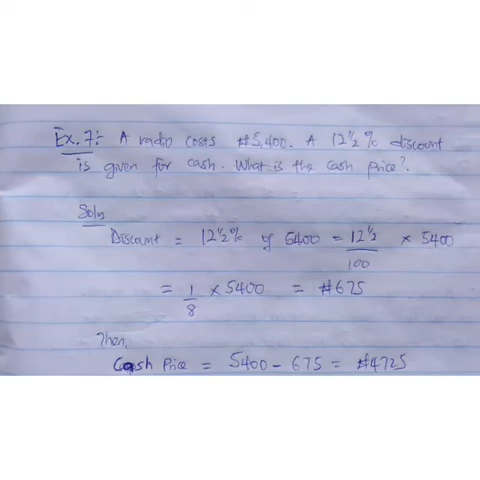 Ex. 7:- A radio costs ₦5,400. A 12½% discount
is given for cash. What is the cash price?
Soln
Discount = 12½% of 5400 = 12½/100 × 5400
= 1/8 × 5400 = ₦675
Then,
Cash Price = 5400 - 675 = ₦4725